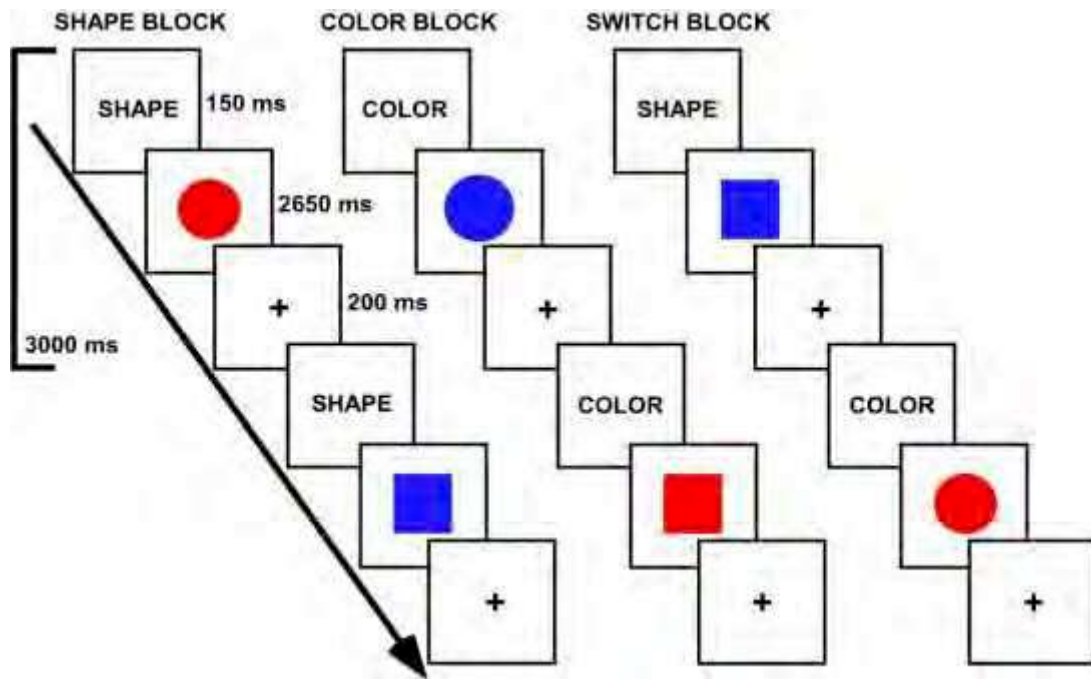 SHAPE BLOCK COLOR BLOCK SWITCH BLOCK
SHAPE 150 ms COLOR SHAPE
2650 ms
+ 200 ms + +
3000 ms
SHAPE COLOR COLOR
+ + +